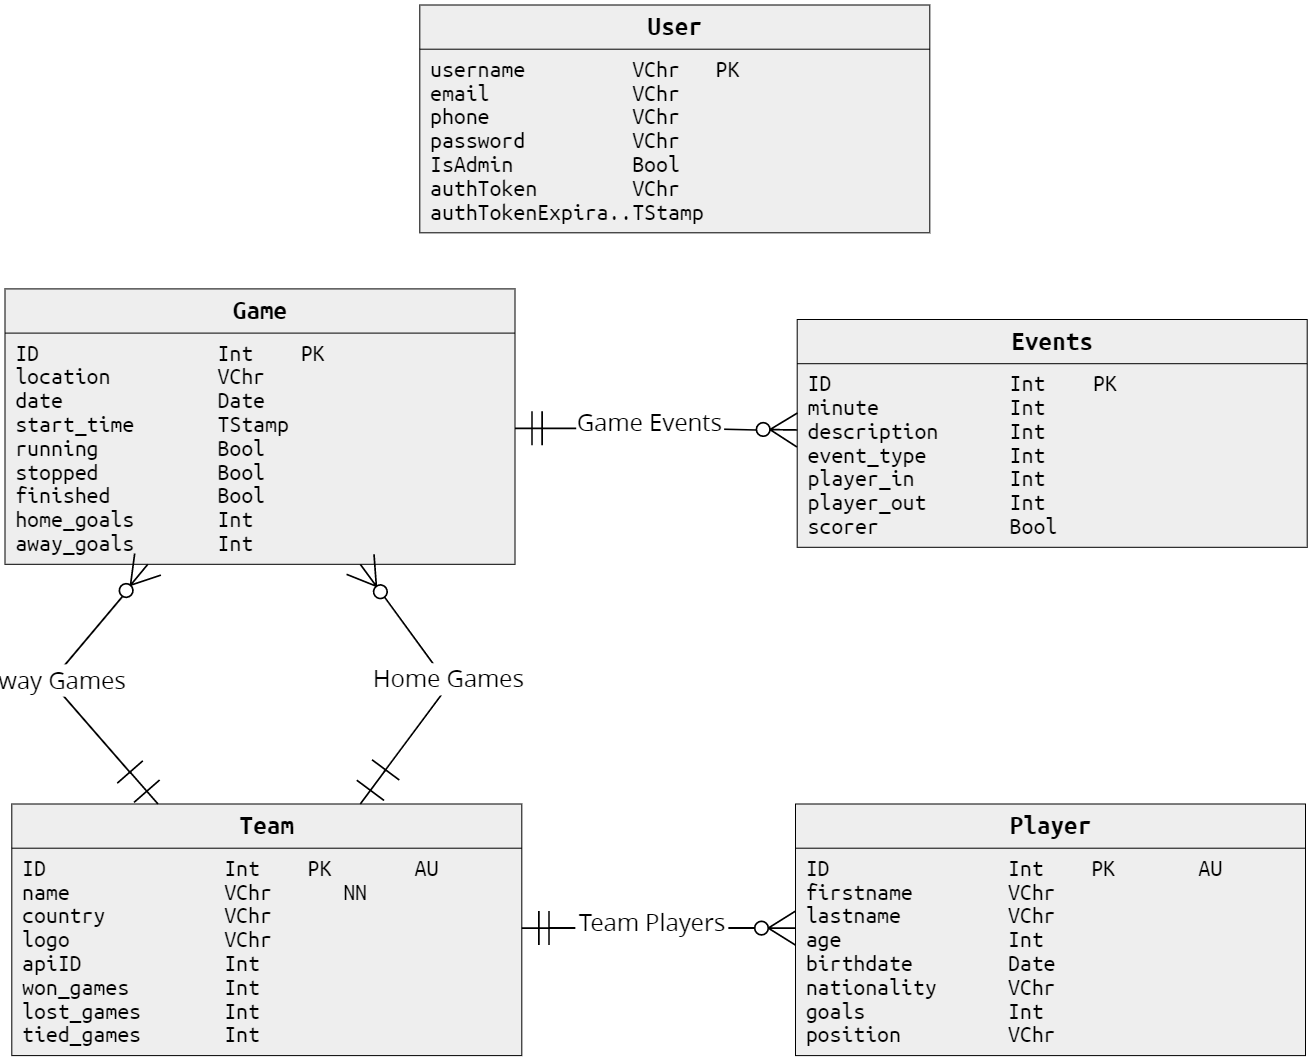 User
username VChr PK
email VChr
phone VChr
password VChr
IsAdmin Bool
authToken VChr
authTokenExpira..TStamp
Game
ID Int PK
location VChr
date Date
start_time TStamp
running Bool
stopped Bool
finished Bool
home_goals Int
away_goals Int
Game Events
Events
ID Int PK
minute Int
description Int
event_type Int
player_in Int
player_out Int
scorer Bool
way Games
Home Games
Team
ID Int PK AU
name VChr NN
country VChr
logo VChr
apiID Int
won_games Int
lost_games Int
tied_games Int
Team Players
Player
ID Int PK AU
firstname VChr
lastname VChr
age Int
birthdate Date
nationality VChr
goals Int
position VChr